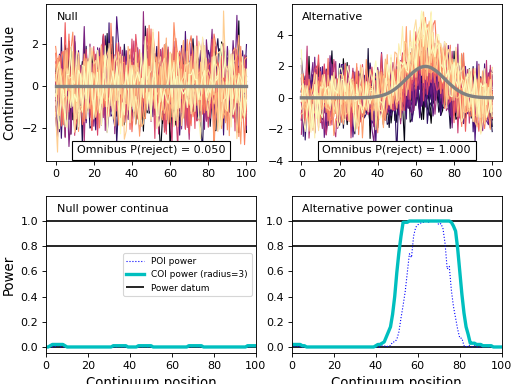 Null
Alternative
Continuum value
2
0
−2
4
2
0
−2
−4
Omnibus P(reject) = 0.050
Omnibus P(reject) = 1.000
0 20 40 60 80 100
0 20 40 60 80 100
Null power continua
Alternative power continua
Power
1.0
0.8
0.6
0.4
0.2
0.0
1.0
0.8
0.6
0.4
0.2
0.0
POI power
COI power (radius=3)
Power datum
0 20 40 60 80 100
0 20 40 60 80 100
Continuum position
Continuum position